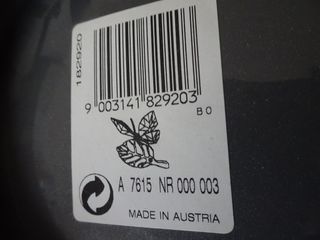 182920
9 003141 829203
B0
A 7615 NR 000 003
MADE IN AUSTRIA